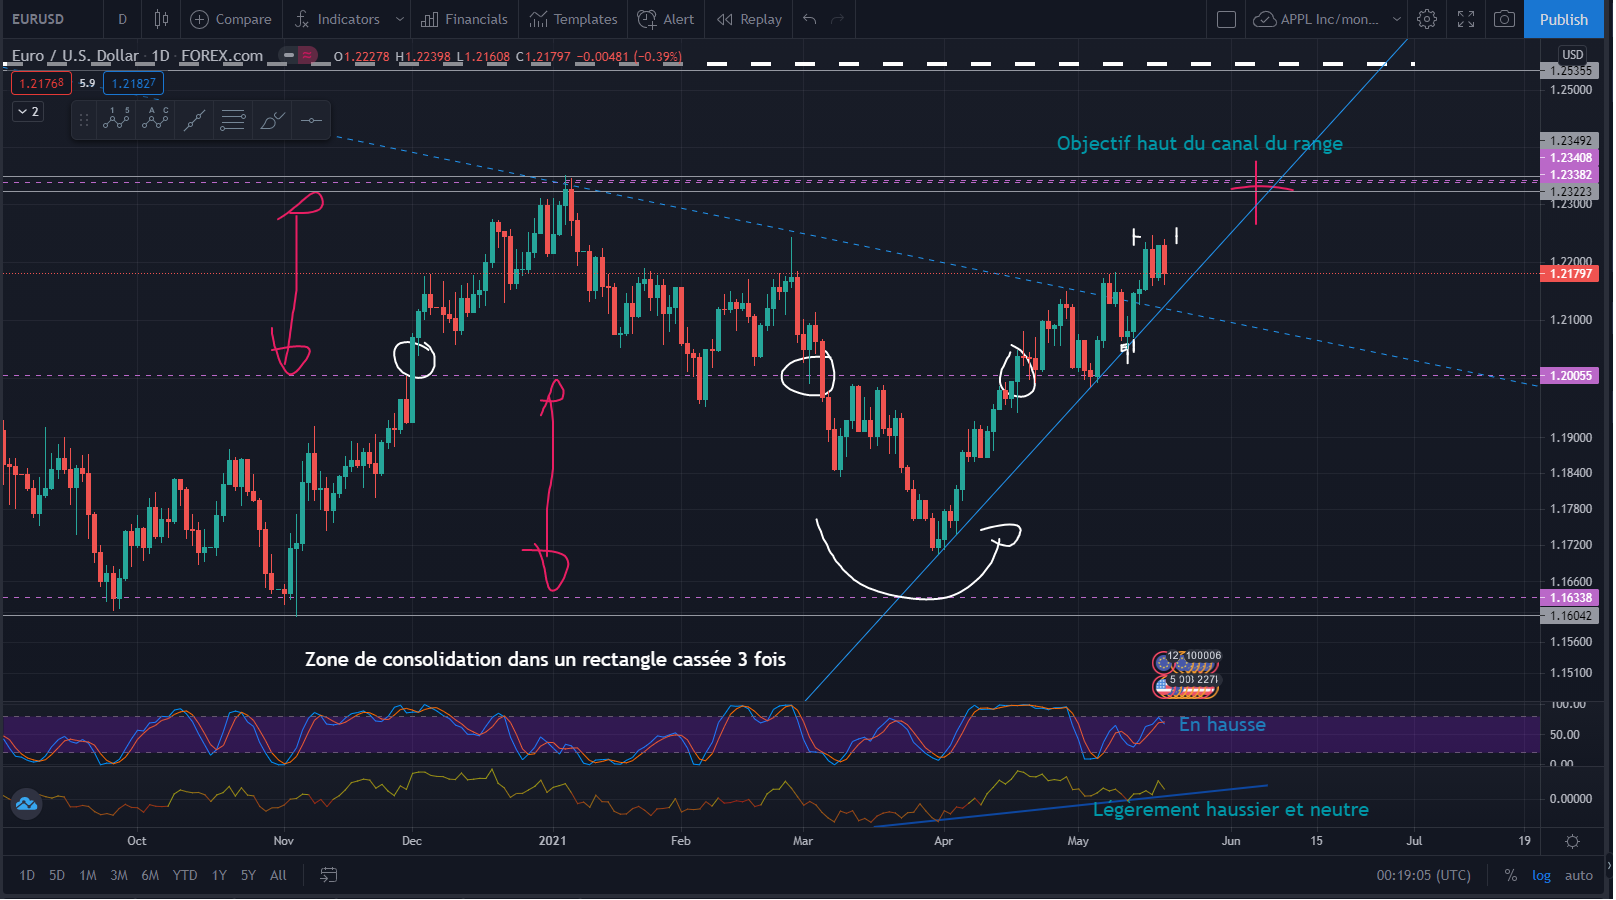 EURUSD D Compare Indicators Financials Templates Alert Replay APPL Inc/mon... Publish
Euro / U.S. Dollar · 1D · FOREX.com O1.22278 H1.22398 L1.21608 C1.21797 −0.00481 (−0.39%)
USD
1.25355
1.21768 5.9 1.21827
1.25000
2
1 5 A C
Objectif haut du canal du range
1.23492
1.23408
1.23382
1.23223
1.23000
1.22000
1.21797
1.21000
1.20055
1.19000
1.18400
1.17800
1.17200
1.16600
1.16338
1.16042
1.15600
Zone de consolidation dans un rectangle cassée 3 fois
1.15100
100.00
En hausse
50.00
0.00
0.00000
Légèrement haussier et neutre
Oct Nov Dec 2021 Feb Mar Apr May Jun 15 Jul 19
1D 5D 1M 3M 6M YTD 1Y 5Y All 00:19:05 (UTC) % log auto